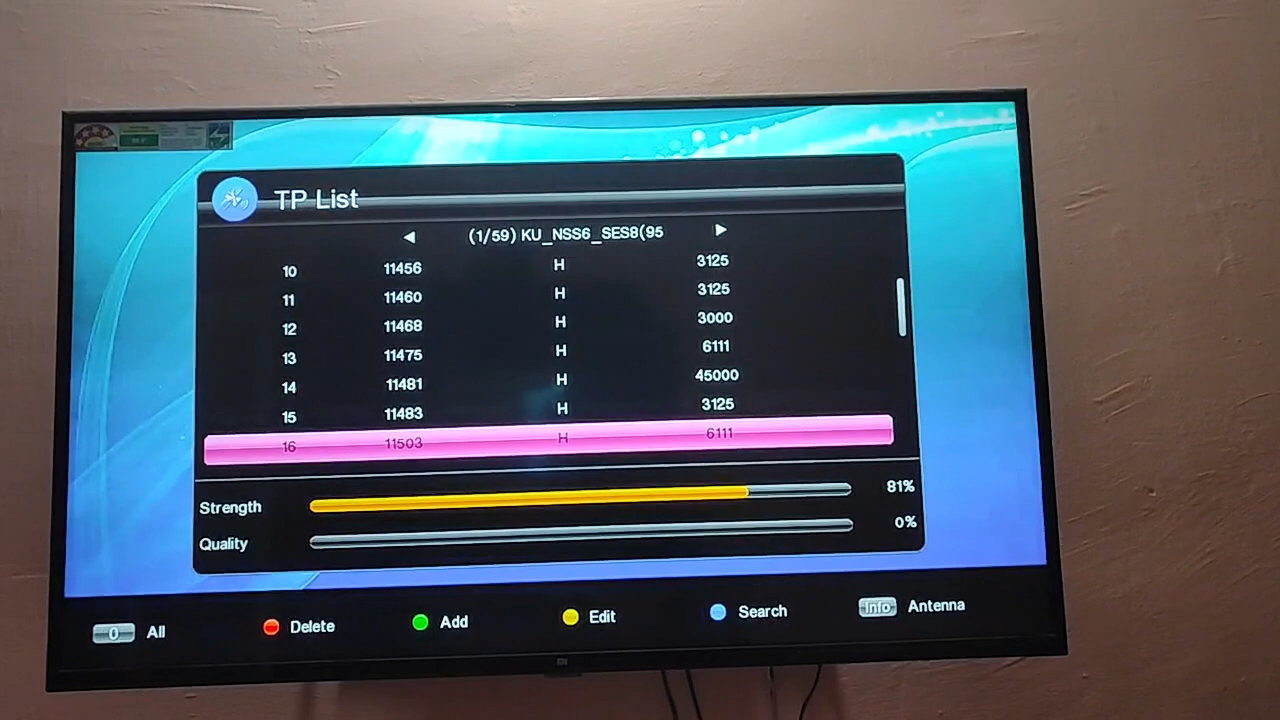 TP List
(1/59) KU_NSS6_SES8(95
10 11456 H 3125
11 11460 H 3125
12 11468 H 3000
13 11475 H 6111
14 11481 H 45000
15 11483 H 3125
16 11503 H 6111
Strength 81%
Quality 0%
0 All Delete Add Edit Search Info Antenna
mi